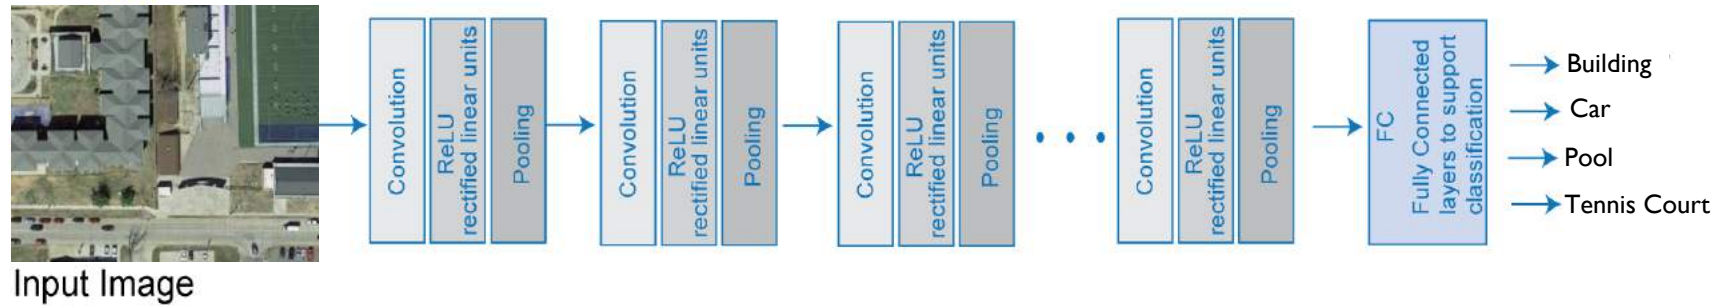 Convolution
ReLU
rectified linear units
Pooling
Convolution
ReLU
rectified linear units
Pooling
Convolution
ReLU
rectified linear units
Pooling
Convolution
ReLU
rectified linear units
Pooling
FC
Fully Connected
layers to support
classification
Building
Car
Pool
Tennis Court
Input Image